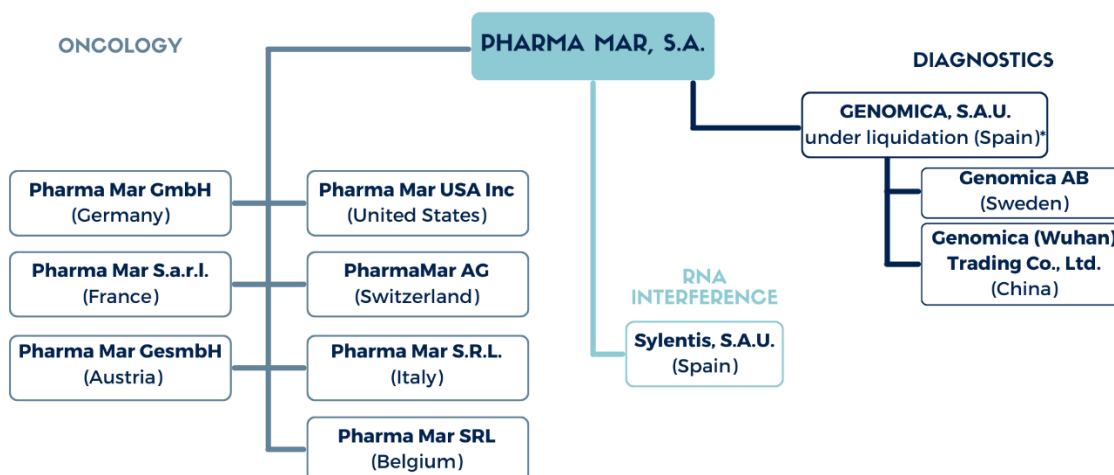 ONCOLOGY
PHARMA MAR, S.A.
DIAGNOSTICS
GENOMICA, S.A.U.
under liquidation (Spain)*
Pharma Mar GmbH
(Germany)
Pharma Mar USA Inc
(United States)
Genomica AB
(Sweden)
Genomica (Wuhan)
Trading Co., Ltd.
(China)
Pharma Mar S.a.r.l.
(France)
PharmaMar AG
(Switzerland)
RNA
INTERFERENCE
Sylentis, S.A.U.
(Spain)
Pharma Mar GesmbH
(Austria)
Pharma Mar S.R.L.
(Italy)
Pharma Mar SRL
(Belgium)